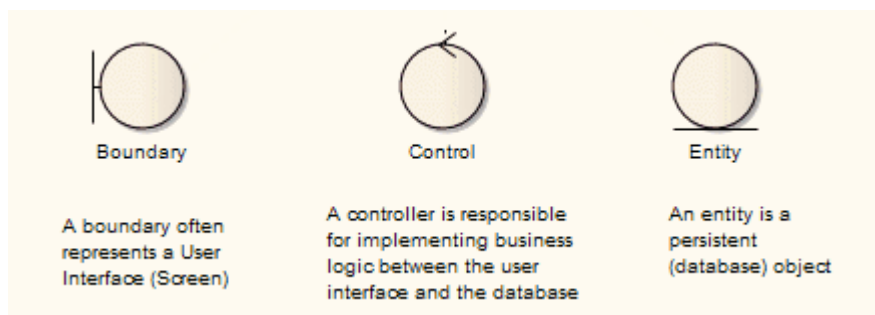 Boundary
Control
Entity
A boundary often
represents a User
Interface (Screen)
A controller is responsible
for implementing business
logic between the user
interface and the database
An entity is a
persistent
(database) object